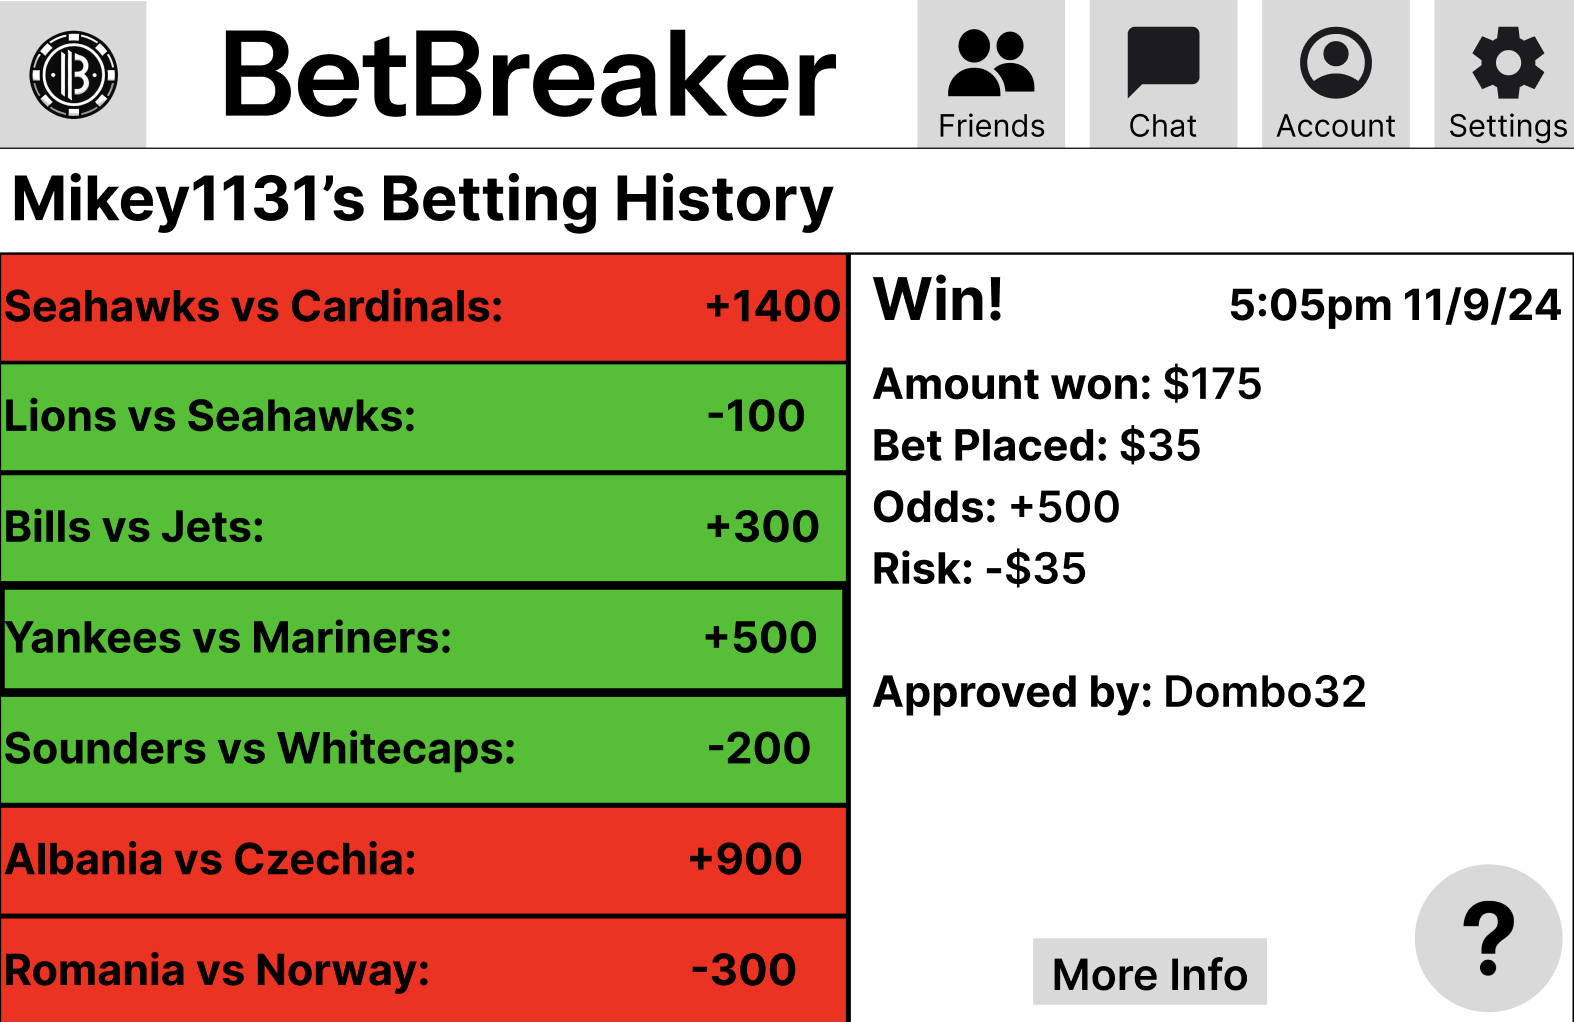 B
BetBreaker
Friends
Chat
Account
Settings
Mikey1131’s Betting History
Seahawks vs Cardinals: +1400
Lions vs Seahawks: -100
Bills vs Jets: +300
Yankees vs Mariners: +500
Sounders vs Whitecaps: -200
Albania vs Czechia: +900
Romania vs Norway: -300
Win! 5:05pm 11/9/24
Amount won: $175
Bet Placed: $35
Odds: +500
Risk: -$35
Approved by: Dombo32
More Info
?